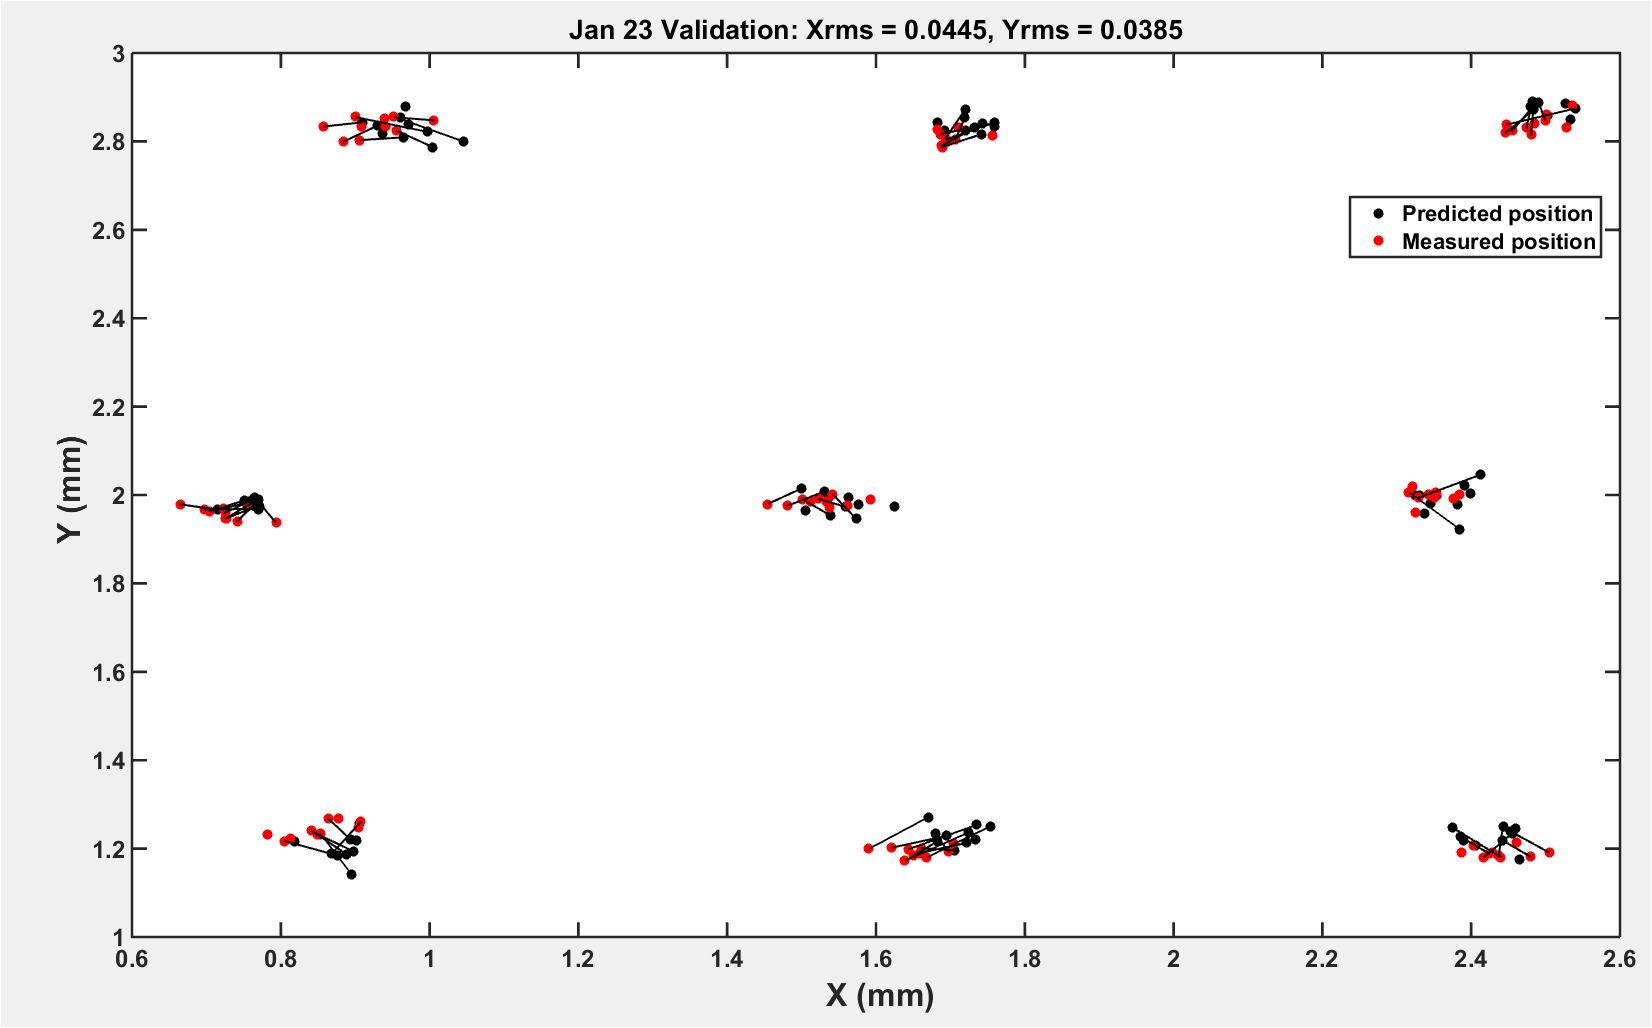 Jan 23 Validation: Xrms = 0.0445, Yrms = 0.0385
3
2.8
2.6
2.4
2.2
2
1.8
1.6
1.4
1.2
1
Y (mm)
Predicted position
Measured position
0.6 0.8 1 1.2 1.4 1.6 1.8 2 2.2 2.4 2.6
X (mm)